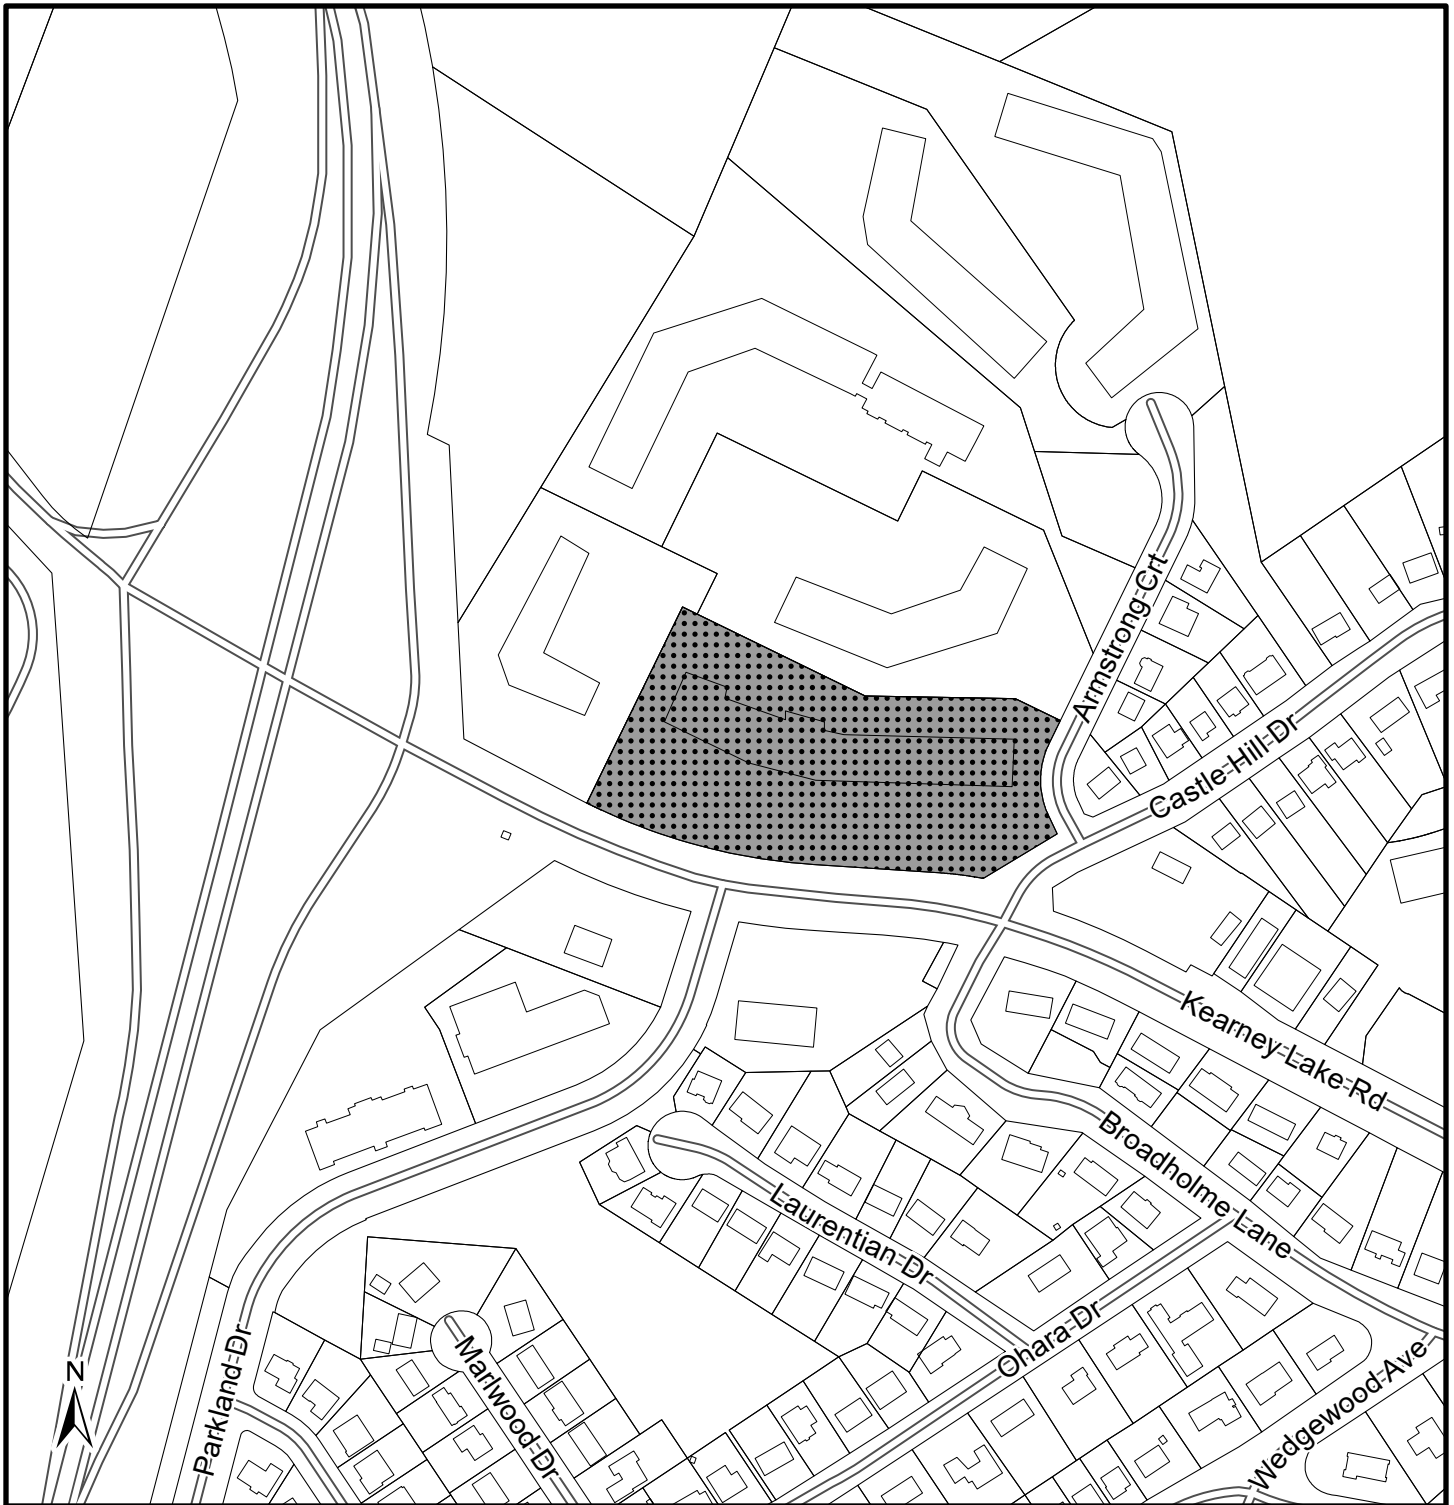 Armstrong Crt
Castle Hill Dr
Kearney Lake Rd
Broadholme Lane
Laurentian Dr
Ohara Dr
Parkland Dr
Marlwood Dr
Wedgewood Ave
N